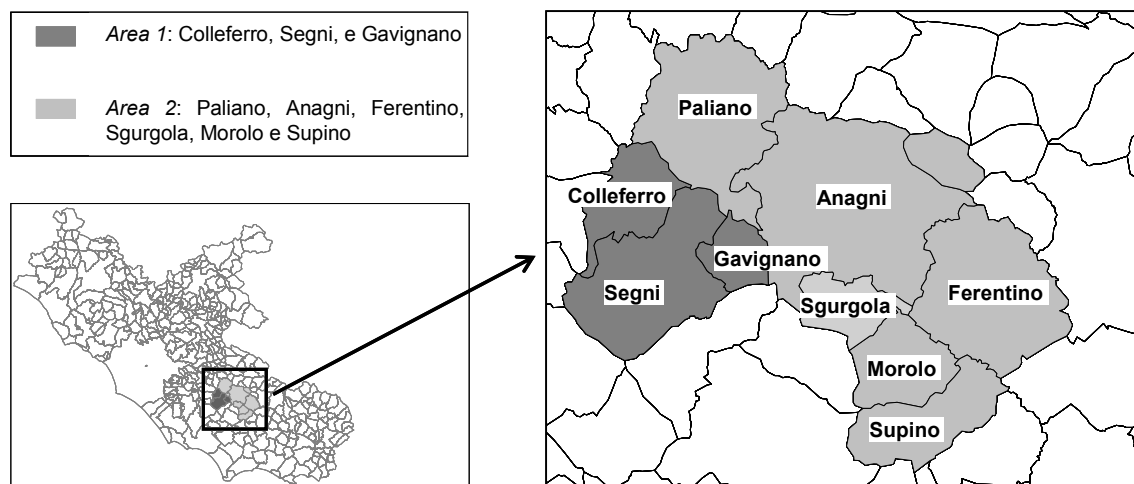 Area 1: Colleferro, Segni, e Gavignano
Area 2: Paliano, Anagni, Ferentino,
Sgurgola, Morolo e Supino
Paliano
Colleferro
Anagni
Gavignano
Segni
Sgurgola
Ferentino
Morolo
Supino